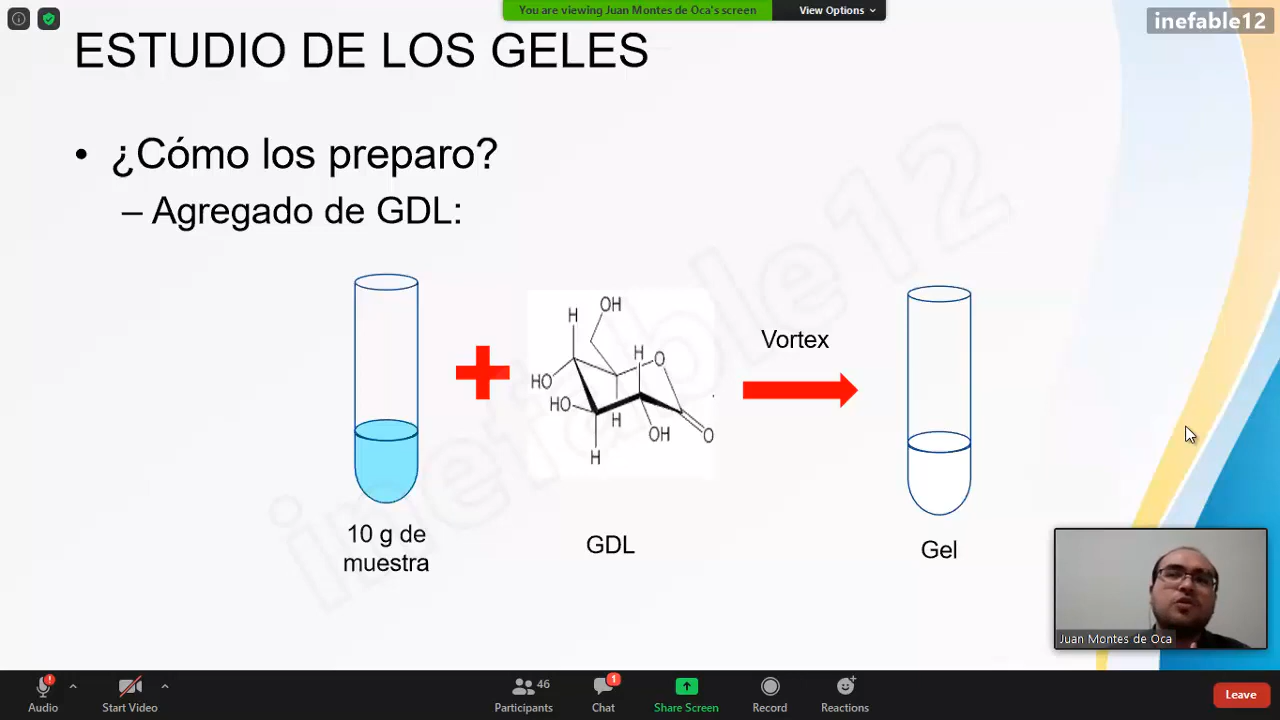 You are viewing Juan Montes de Oca's screen
View Options
inefable12
ESTUDIO DE LOS GELES
• ¿Cómo los preparo?
– Agregado de GDL:
inefable12
OH
H
H
O
HO
HO
H
OH
O
H
Vortex
10 g de
muestra
GDL
Gel
Juan Montes de Oca
Audio
Start Video
46
Participants
1
Chat
Share Screen
Record
Reactions
Leave